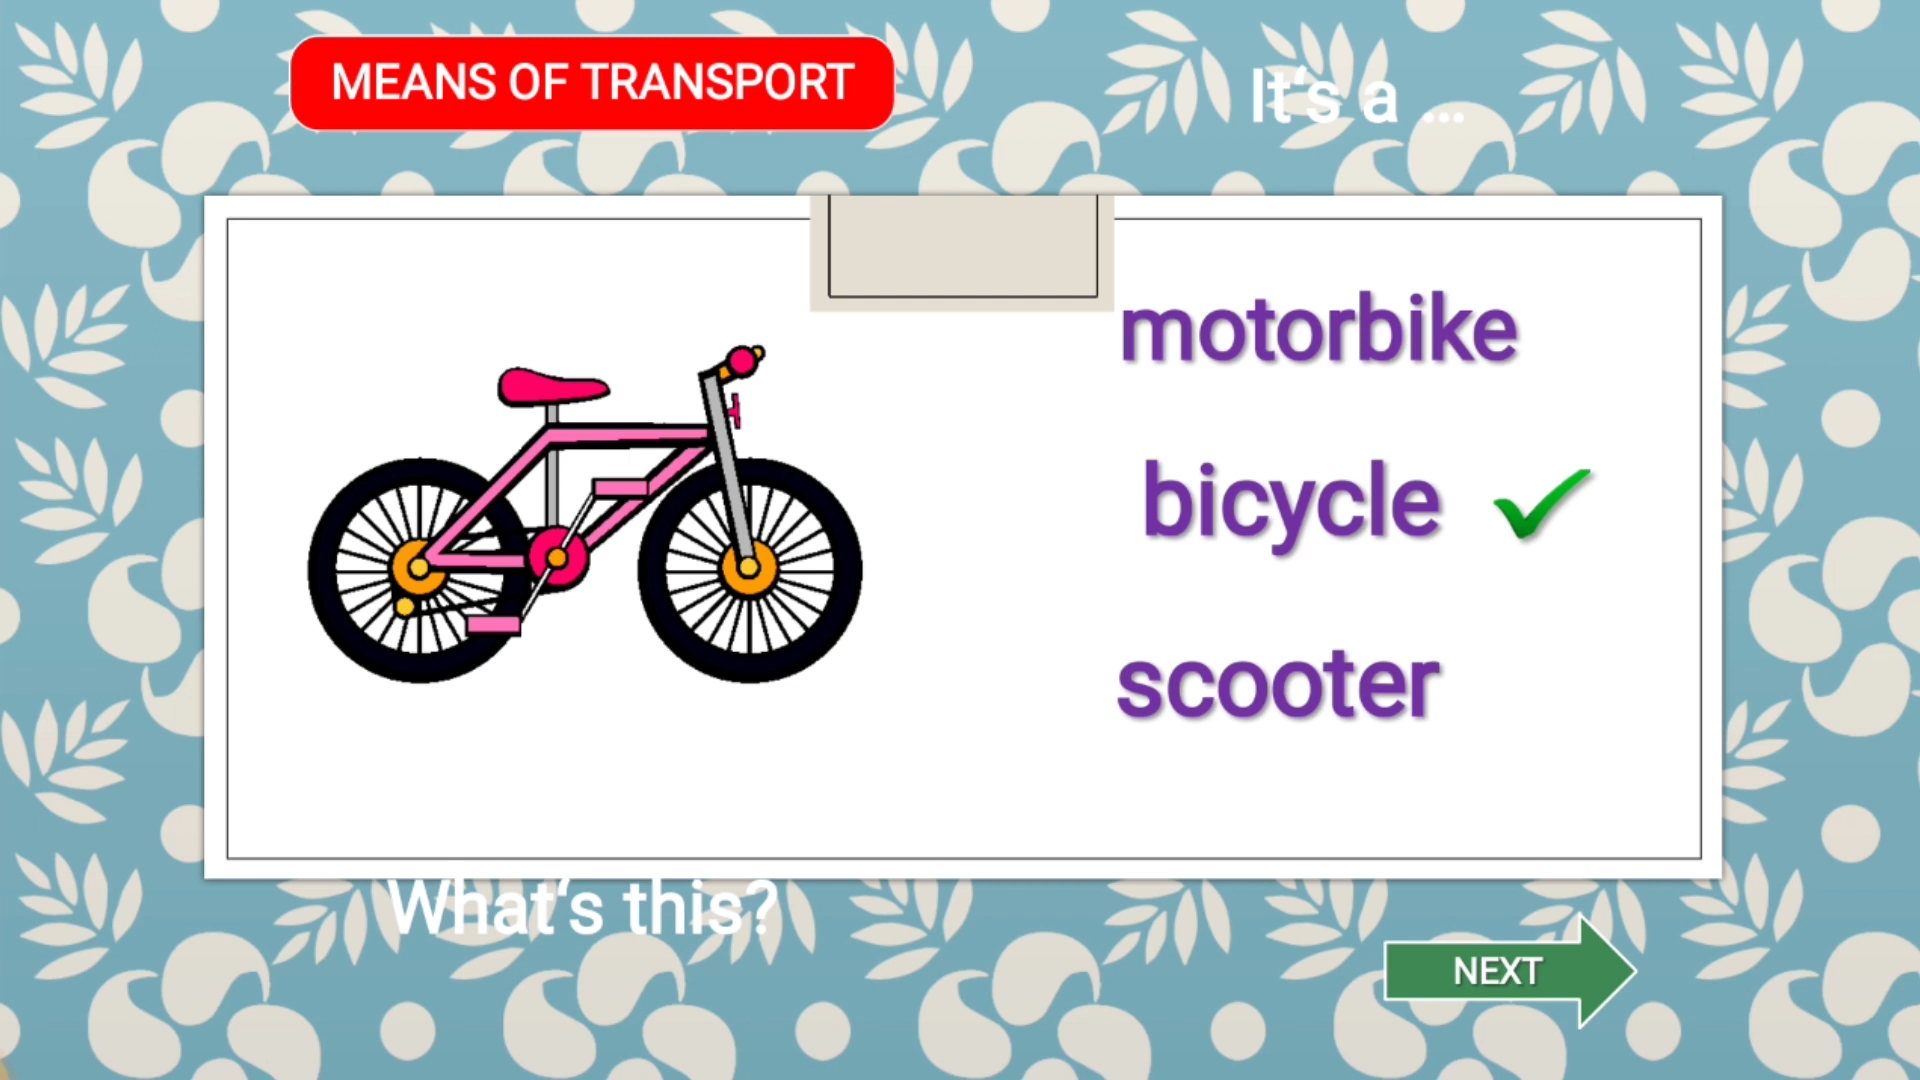 MEANS OF TRANSPORT
It‘s a ...
motorbike
bicycle
scooter
What‘s this?
NEXT